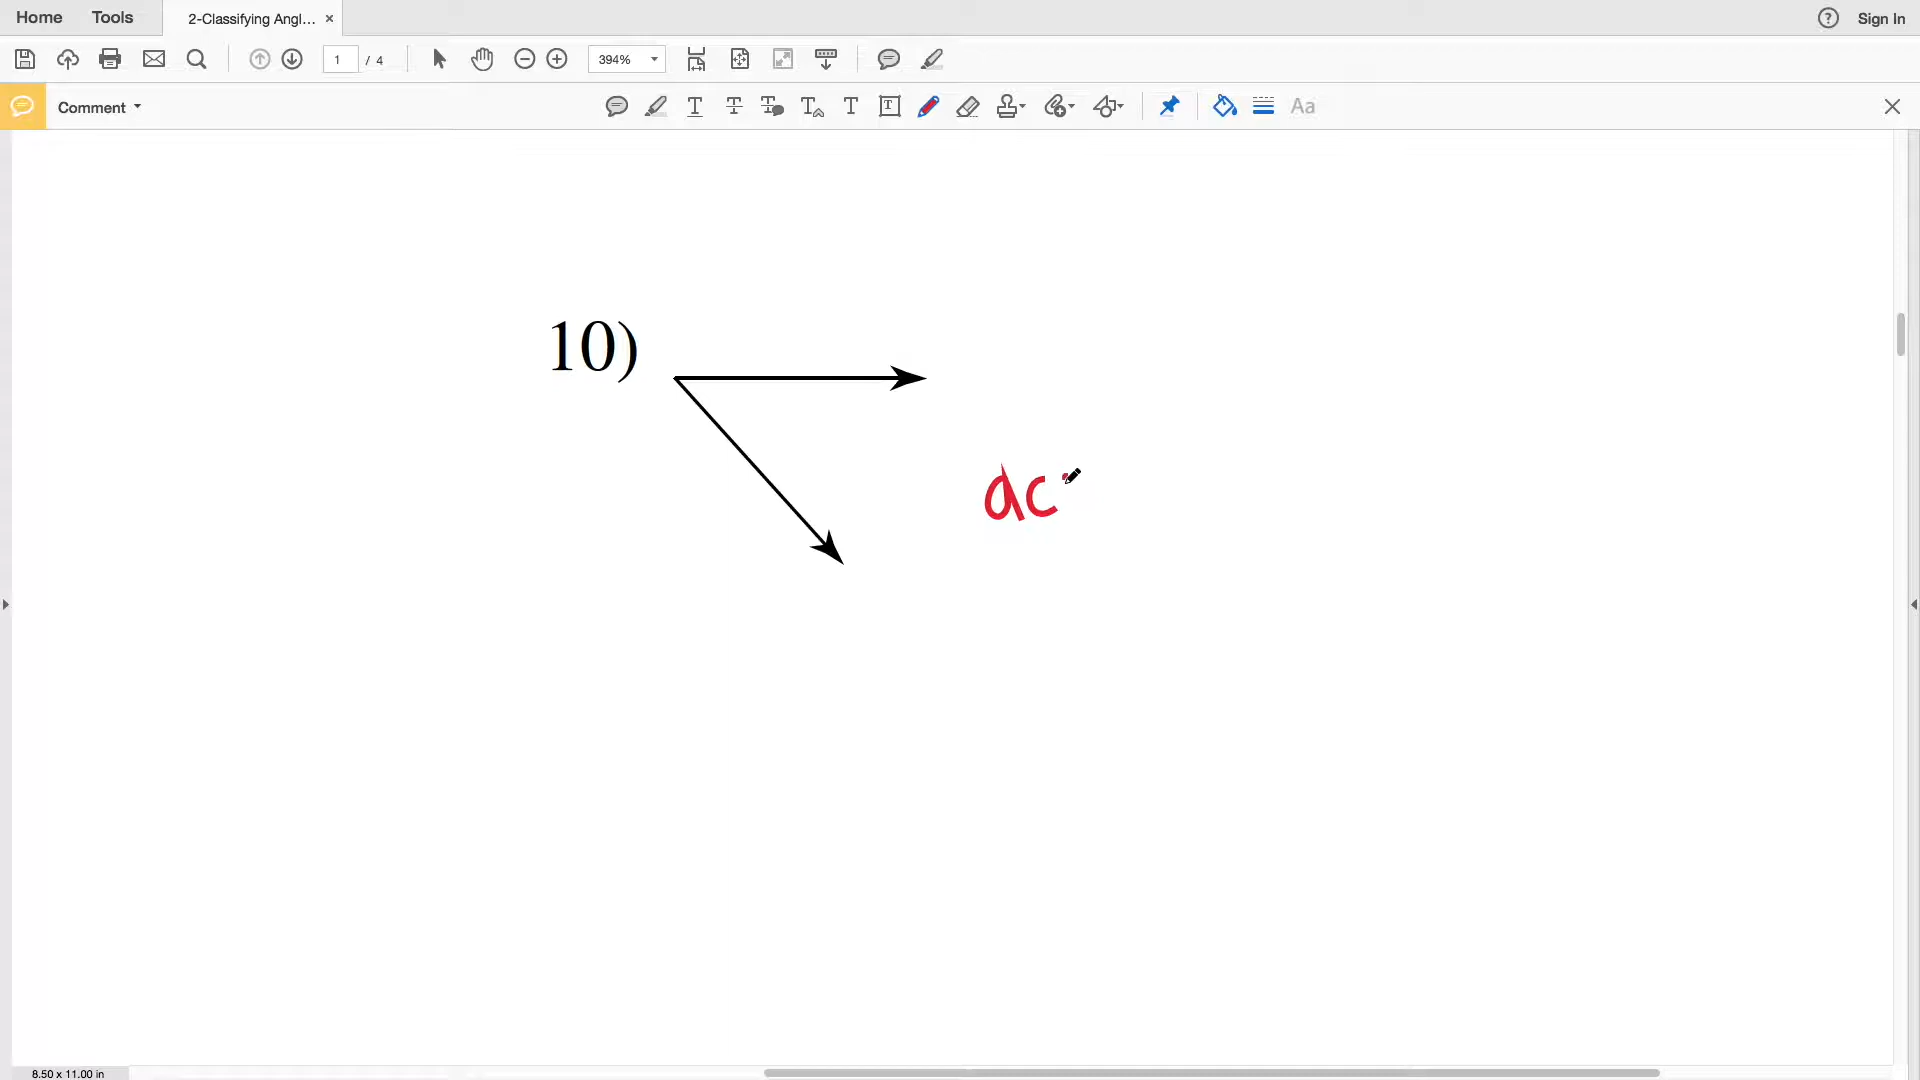 Home Tools 2-Classifying Angl... × ? Sign In
1 / 4 394%
Comment T T T T T T Aa
10)
ac
8.50 x 11.00 in